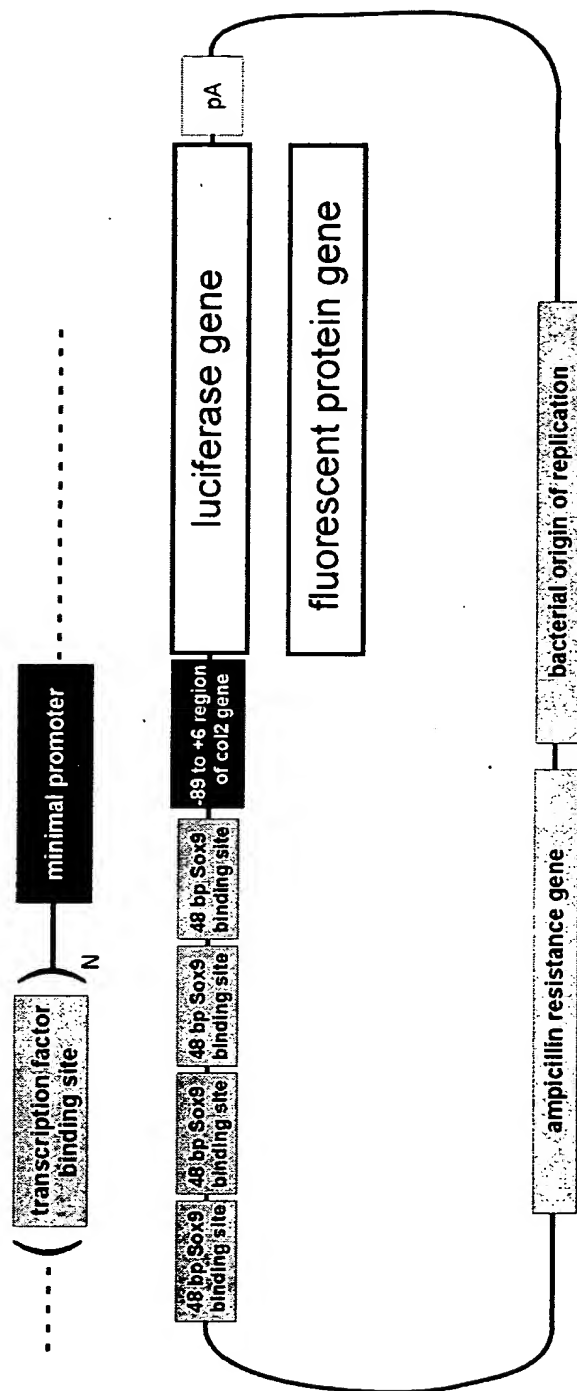 transcription factor
binding site
N
minimal promoter
48 bp Sox9
binding site
48 bp Sox9
binding site
48 bp Sox9
binding site
48 bp Sox9
binding site
-89 to +6 region
of col2 gene
luciferase gene
pA
fluorescent protein gene
ampicillin resistance gene
bacterial origin of replication